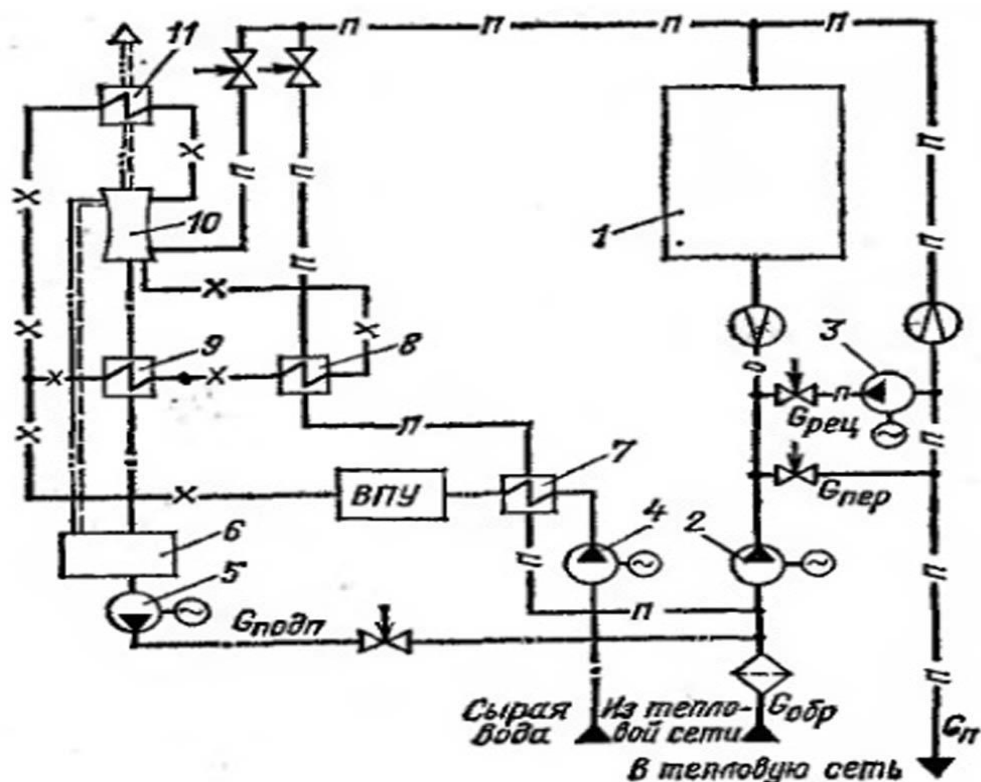 11
П П П П
П
X X
10 П П 1 П
П
X X П
X 3
9 8
X X О П
Gрец
П 7 П
X Gпер
X ВПУ
4 2
6
П
5 П П
Gподп
П
Сырая Из тепло- Gобр
вода вой сети Gп
В тепловую сеть